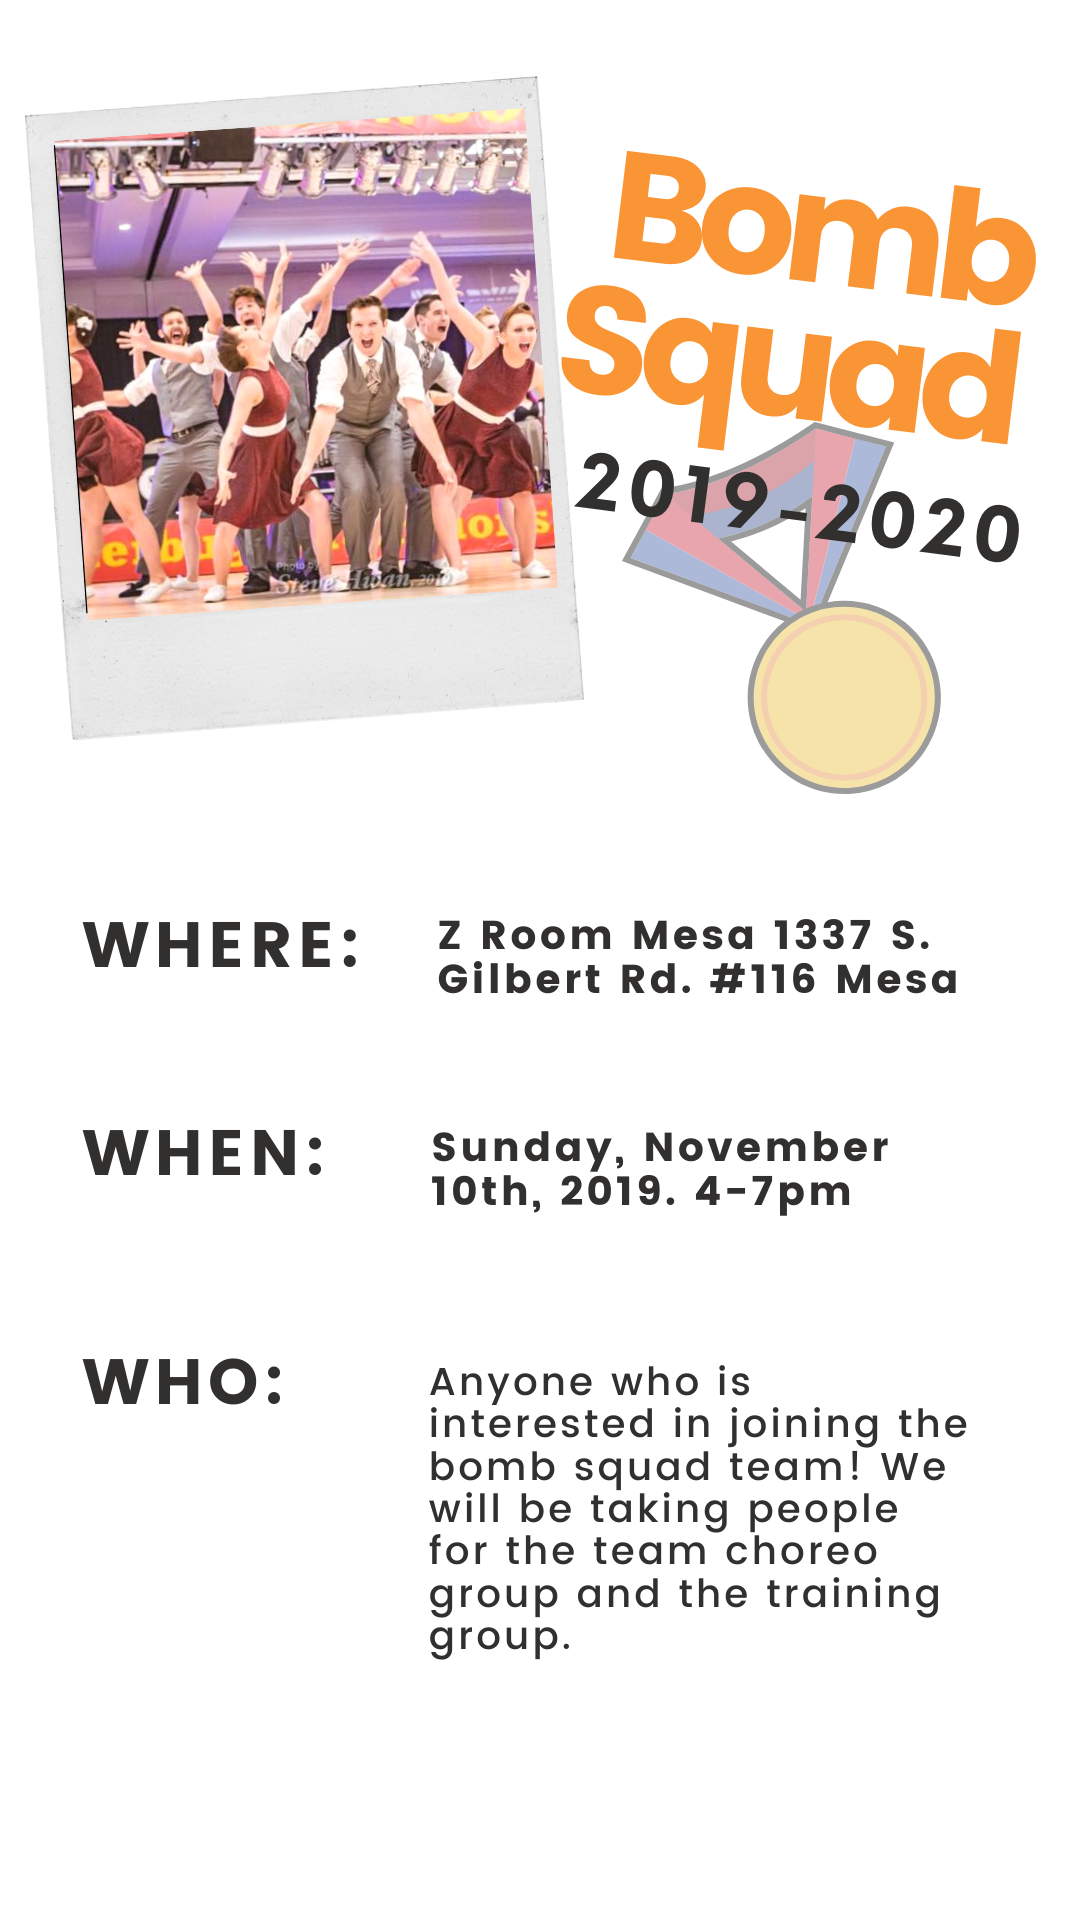 Bomb
Squad
2019-2020
Photo by
Steve Hwan, 201
WHERE:
Z Room Mesa 1337 S.
Gilbert Rd. #116 Mesa
WHEN:
Sunday, November
10th, 2019. 4-7pm
WHO:
Anyone who is
interested in joining the
bomb squad team! We
will be taking people
for the team choreo
group and the training
group.